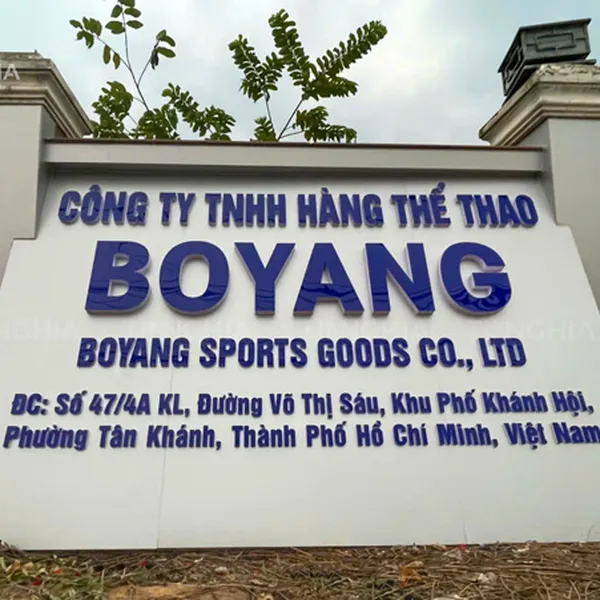 CÔNG TY TNHH HÀNG THỂ THAO
BOYANG
BOYANG SPORTS GOODS CO., LTD
ĐC: Số 47/4A KL, Đường Võ Thị Sáu, Khu Phố Khánh Hội,
Phường Tân Khánh, Thành Phố Hồ Chí Minh, Việt Nam